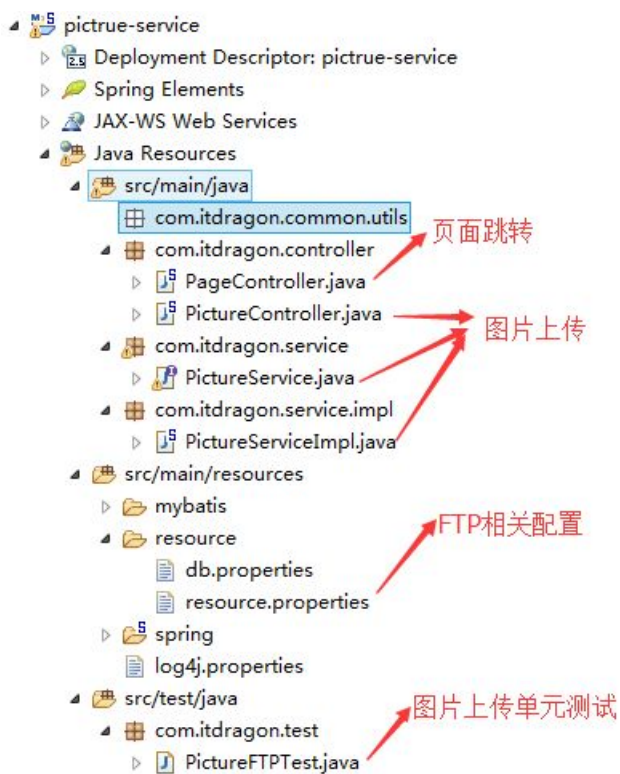 pictrue-service
Deployment Descriptor: pictrue-service
Spring Elements
JAX-WS Web Services
Java Resources
src/main/java
com.itdragon.common.utils
com.itdragon.controller
页面跳转
PageController.java
PictureController.java
图片上传
com.itdragon.service
PictureService.java
com.itdragon.service.impl
PictureServiceImpl.java
src/main/resources
mybatis
resource
FTP相关配置
db.properties
resource.properties
spring
log4j.properties
src/test/java
图片上传单元测试
com.itdragon.test
PictureFTPTest.java